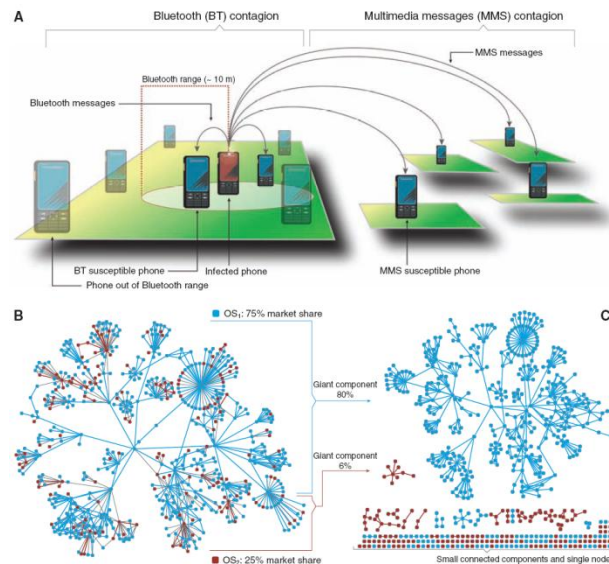 A
Bluetooth (BT) contagion
Multimedia messages (MMS) contagion
MMS messages
Bluetooth range (~ 10 m)
Bluetooth messages
BT susceptible phone
Infected phone
MMS susceptible phone
Phone out of Bluetooth range
B
OS₁: 75% market share
C
Giant component
80%
Giant component
6%
OS₂: 25% market share
Small connected components and single node